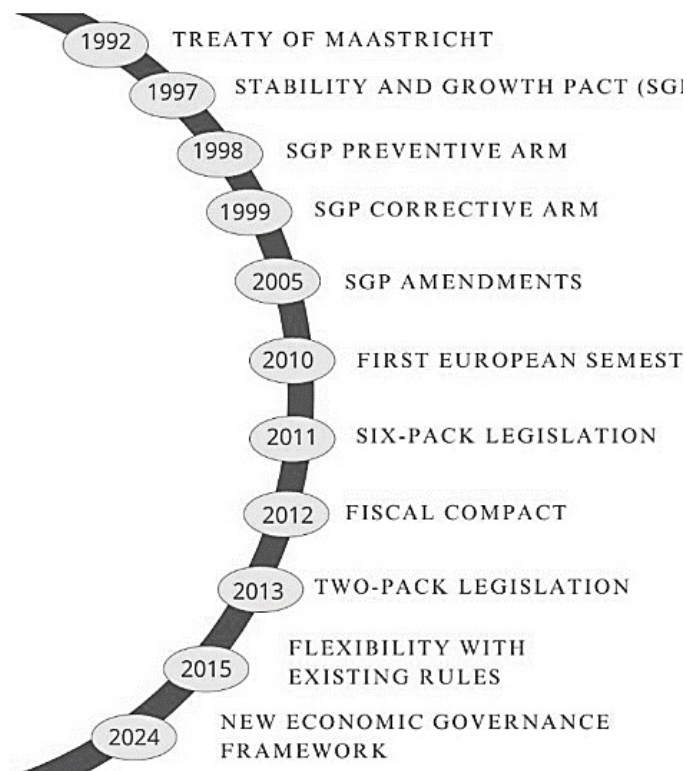 1992 TREATY OF MAASTRICHT
1997 STABILITY AND GROWTH PACT (SG
1998 SGP PREVENTIVE ARM
1999 SGP CORRECTIVE ARM
2005 SGP AMENDMENTS
2010 FIRST EUROPEAN SEMEST
2011 SIX-PACK LEGISLATION
2012 FISCAL COMPACT
2013 TWO-PACK LEGISLATION
2015 FLEXIBILITY WITH
EXISTING RULES
2024 NEW ECONOMIC GOVERNANCE
FRAMEWORK